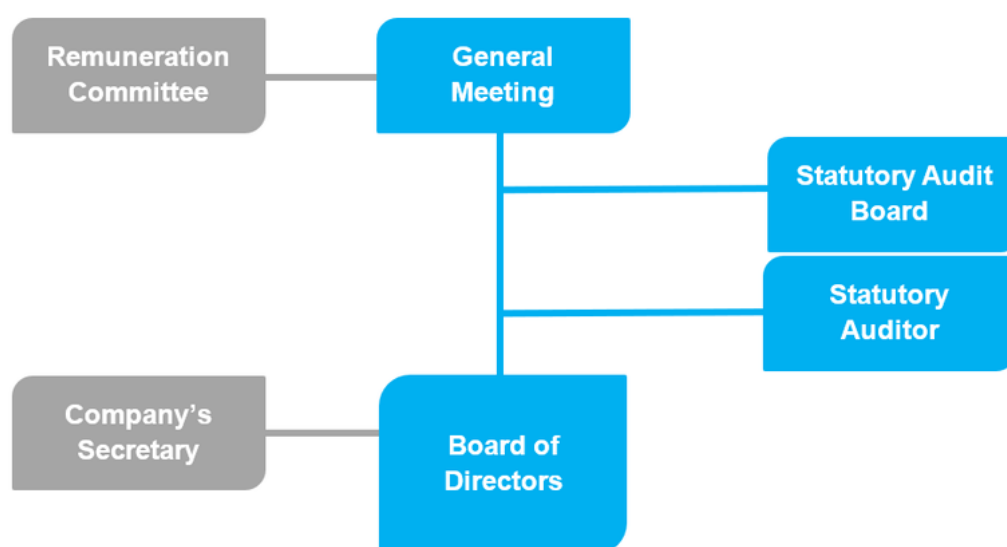 Remuneration
Committee
General
Meeting
Statutory Audit
Board
Statutory
Auditor
Company’s
Secretary
Board of
Directors